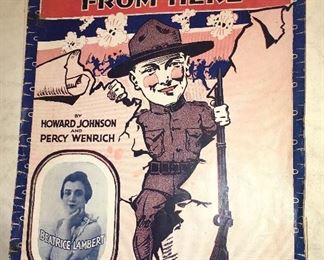 FROM HERE
BY
HOWARD JOHNSON
AND
PERCY WENRICH
BEATRICE LAMBERT